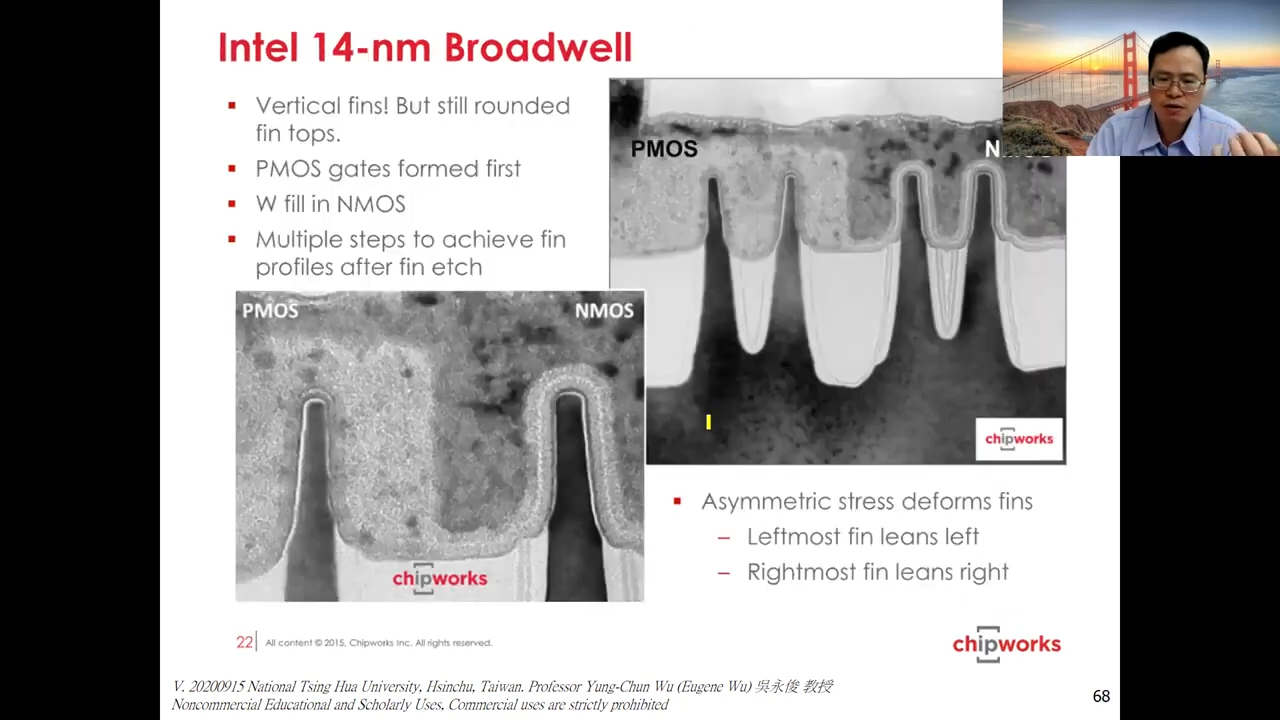 Intel 14-nm Broadwell
▪ Vertical fins! But still rounded
fin tops.
▪ PMOS gates formed first
▪ W fill in NMOS
▪ Multiple steps to achieve fin
profiles after fin etch
PMOS
PMOS NMOS
chipworks
chipworks
▪ Asymmetric stress deforms fins
– Leftmost fin leans left
– Rightmost fin leans right
22 All content © 2015, Chipworks Inc. All rights reserved.
chipworks
V. 20200915 National Tsing Hua University, Hsinchu, Taiwan. Professor Yung-Chun Wu (Eugene Wu) 吳永俊 教授
Noncommercial Educational and Scholarly Uses, Commercial uses are strictly prohibited
68